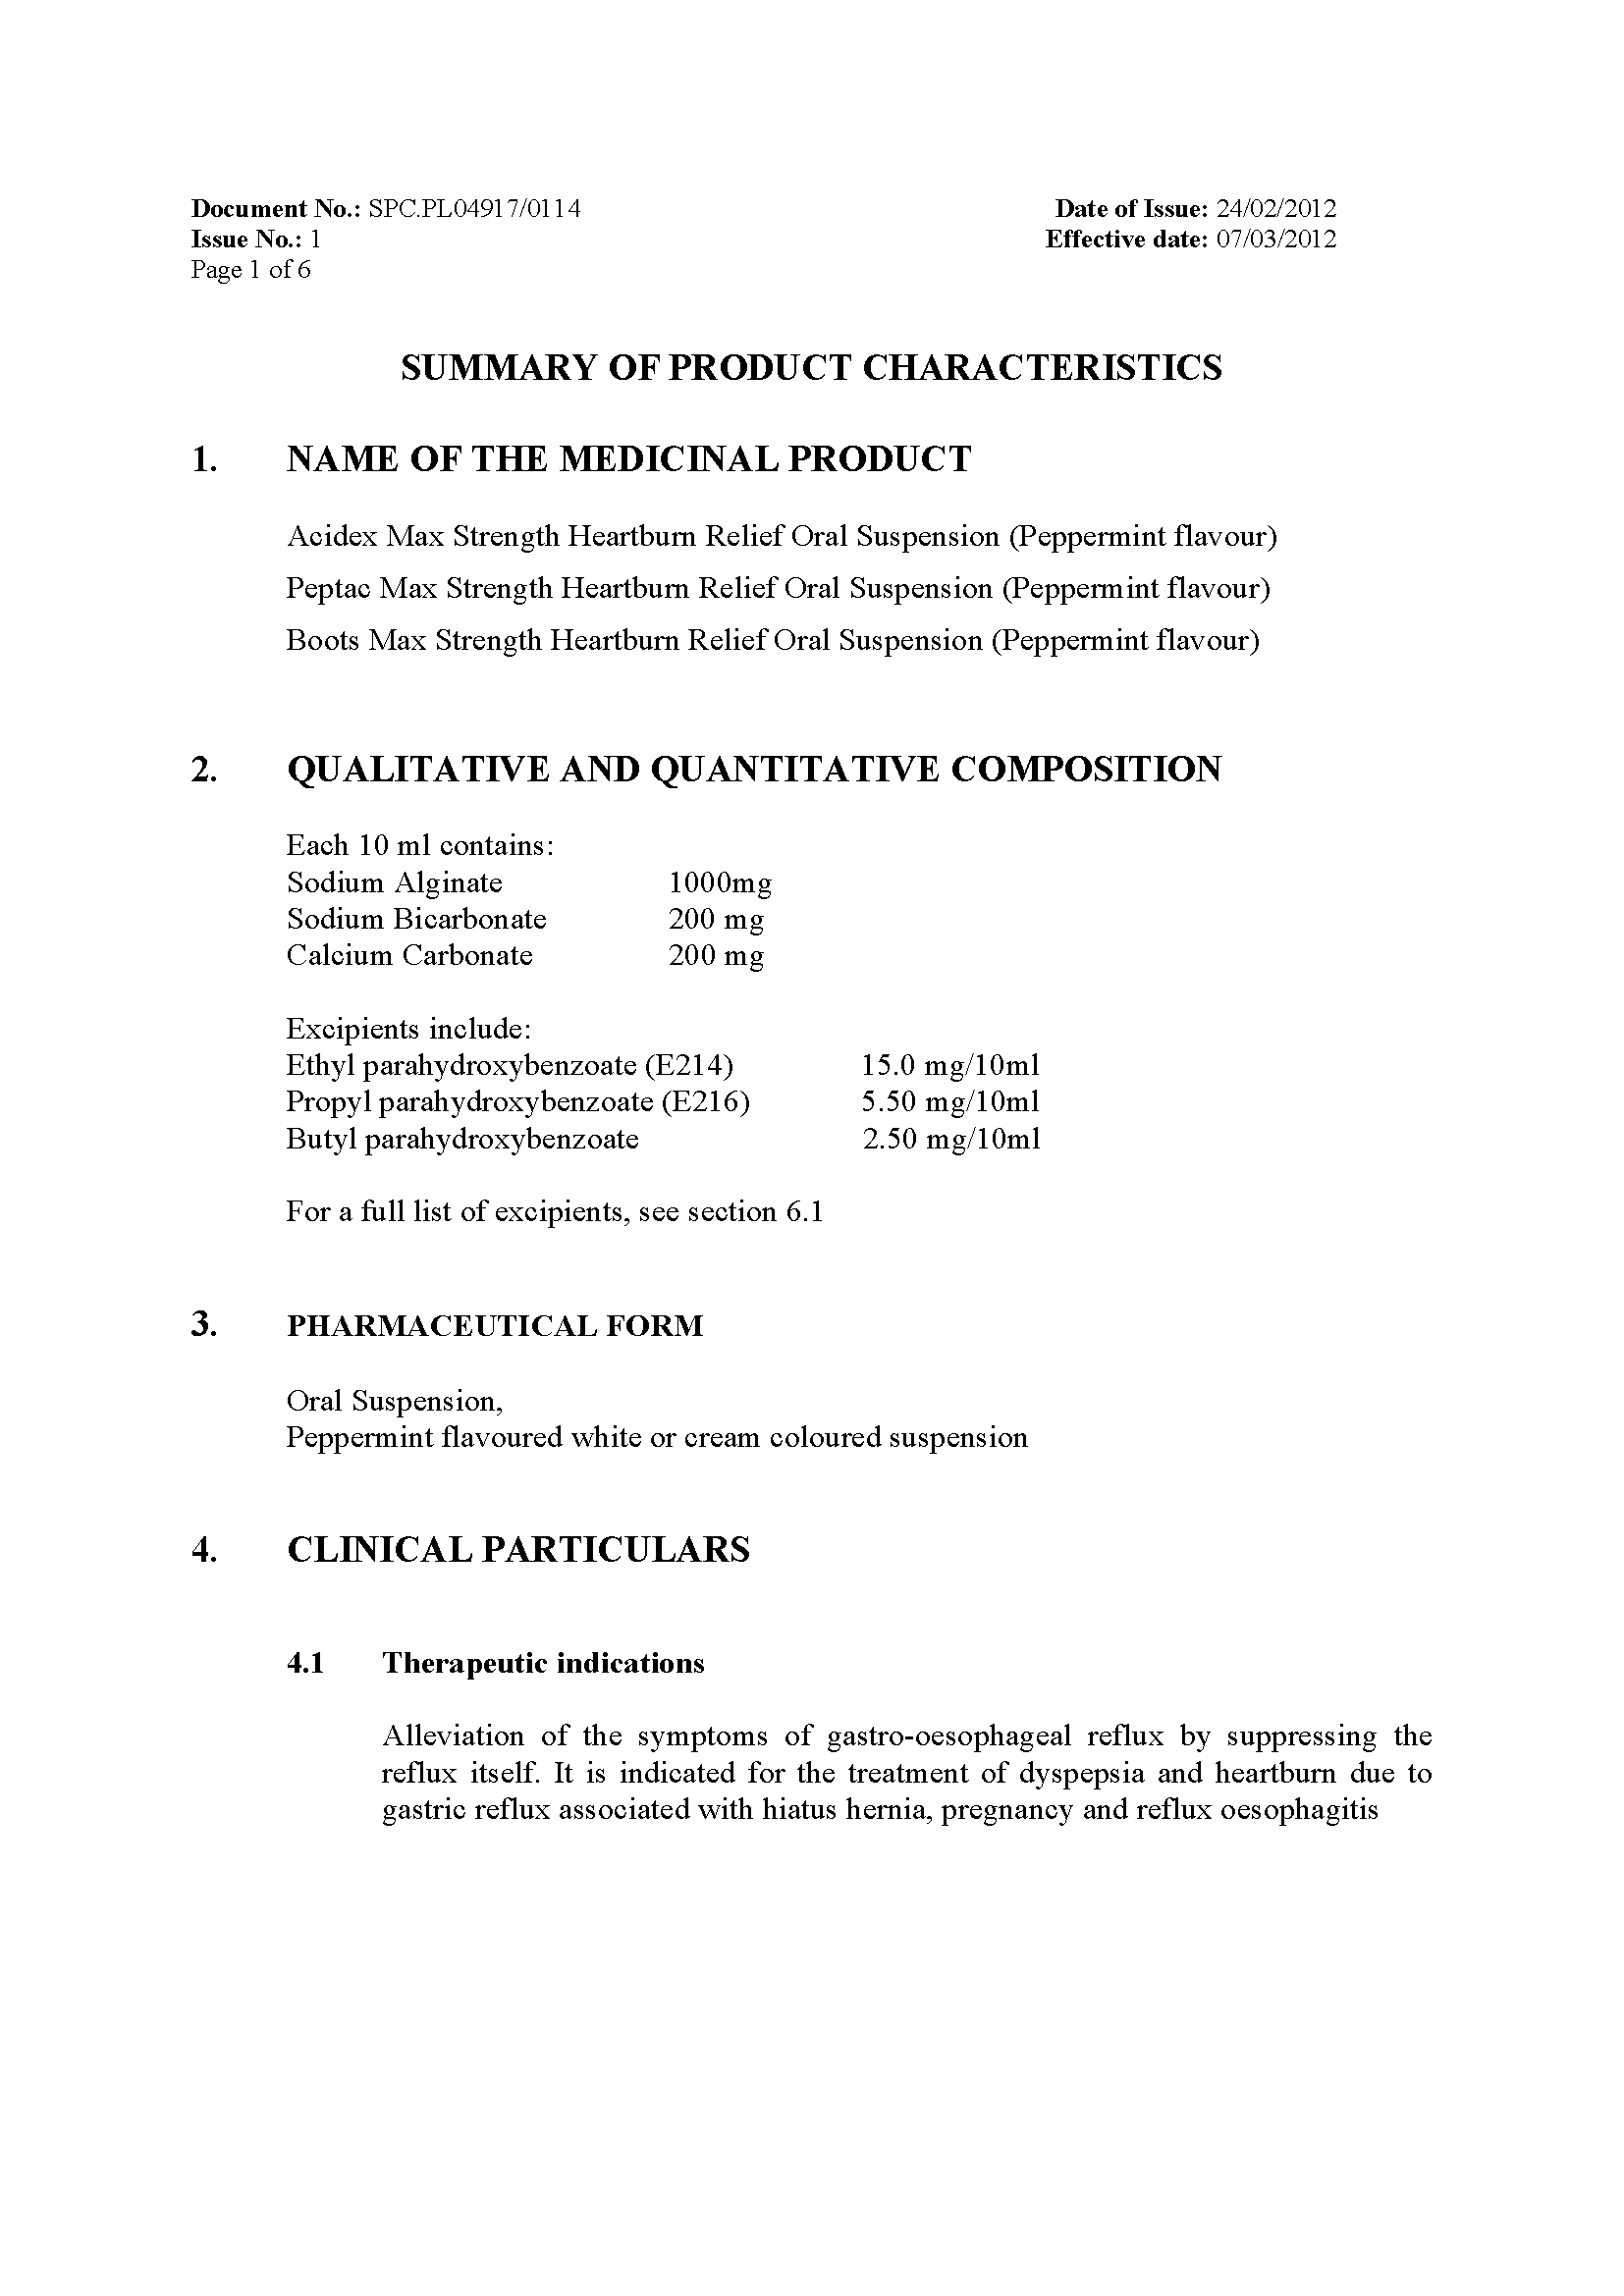 Document No.: SPC.PL04917/0114 Date of Issue: 24/02/2012
Issue No.: 1 Effective date: 07/03/2012
Page 1 of 6
SUMMARY OF PRODUCT CHARACTERISTICS
1. NAME OF THE MEDICINAL PRODUCT
Acidex Max Strength Heartburn Relief Oral Suspension (Peppermint flavour)
Peptac Max Strength Heartburn Relief Oral Suspension (Peppermint flavour)
Boots Max Strength Heartburn Relief Oral Suspension (Peppermint flavour)
2. QUALITATIVE AND QUANTITATIVE COMPOSITION
Each 10 ml contains:
Sodium Alginate 1000mg
Sodium Bicarbonate 200 mg
Calcium Carbonate 200 mg
Excipients include:
Ethyl parahydroxybenzoate (E214) 15.0 mg/10ml
Propyl parahydroxybenzoate (E216) 5.50 mg/10ml
Butyl parahydroxybenzoate 2.50 mg/10ml
For a full list of excipients, see section 6.1
3. PHARMACEUTICAL FORM
Oral Suspension,
Peppermint flavoured white or cream coloured suspension
4. CLINICAL PARTICULARS
4.1 Therapeutic indications
Alleviation of the symptoms of gastro-oesophageal reflux by suppressing the
reflux itself. It is indicated for the treatment of dyspepsia and heartburn due to
gastric reflux associated with hiatus hernia, pregnancy and reflux oesophagitis